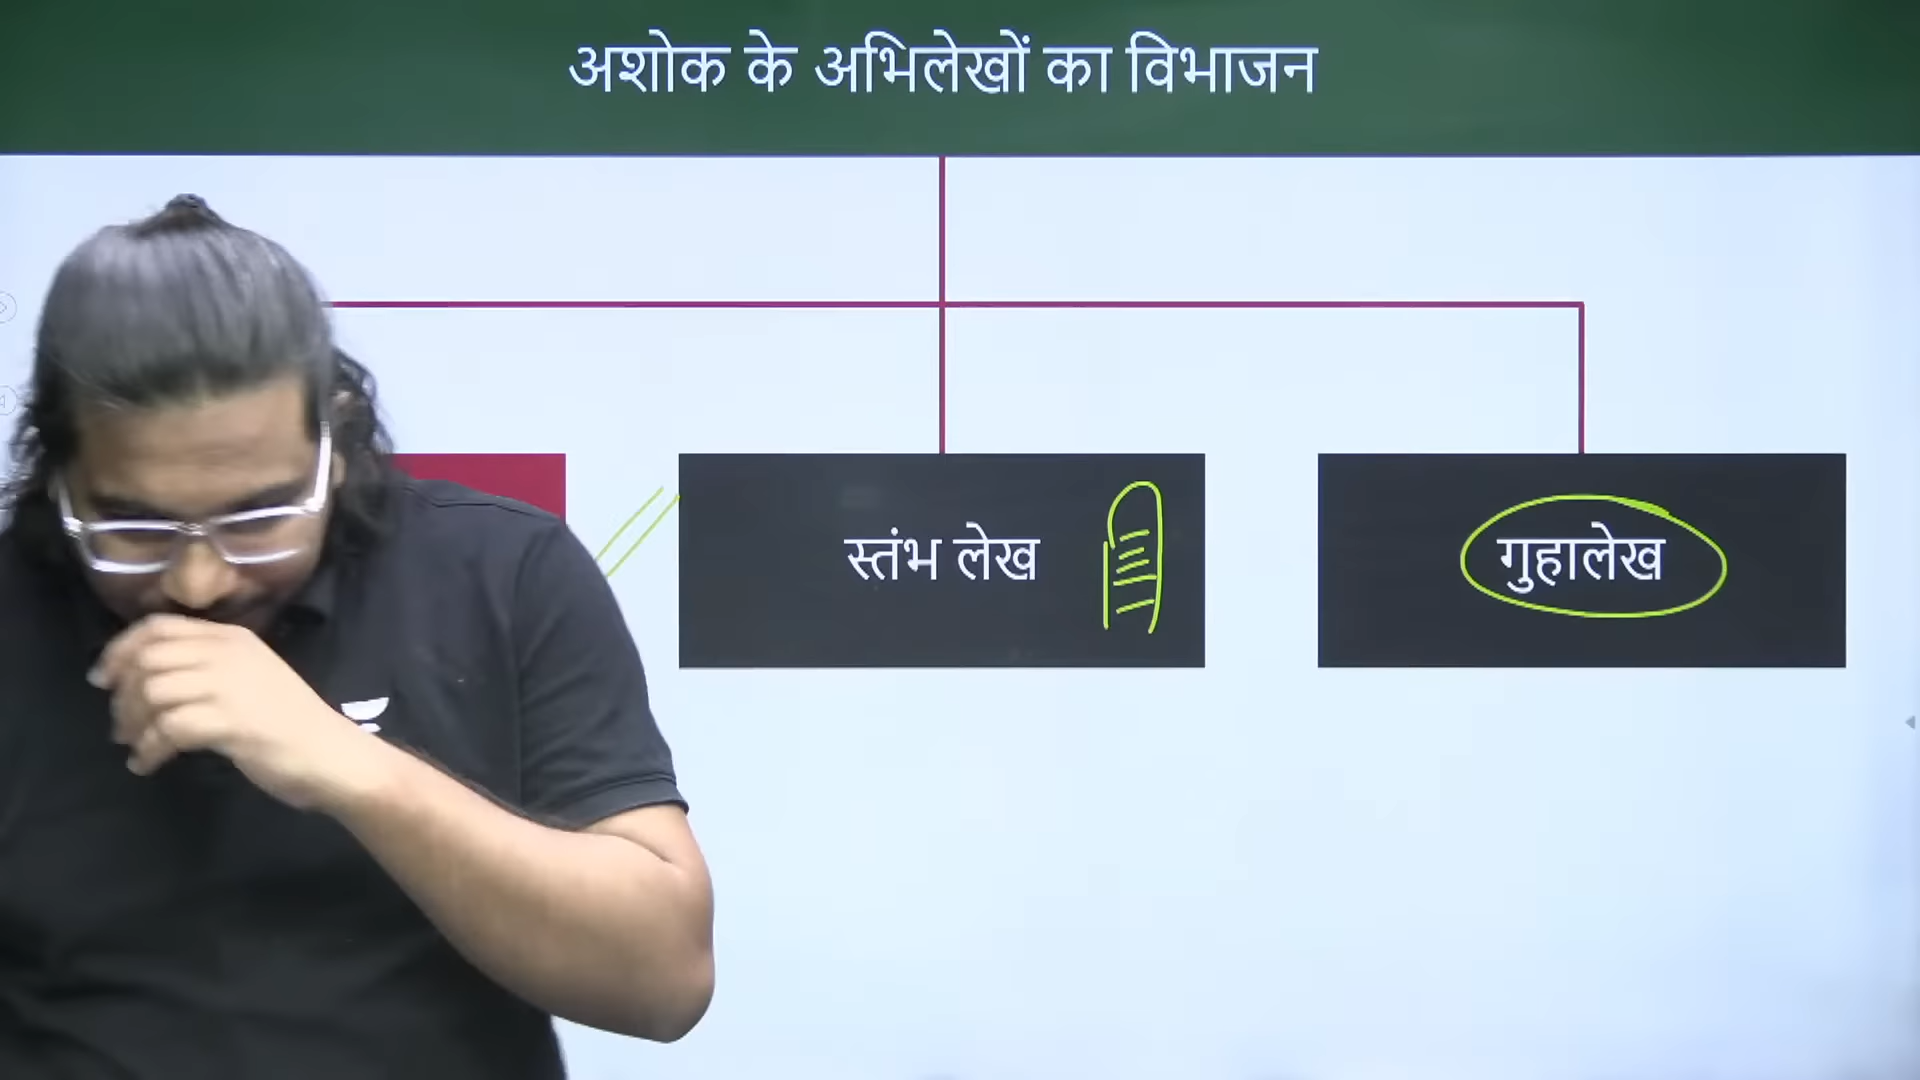 अशोक के अभिलेखों का विभाजन
स्तंभ लेख
गुहालेख